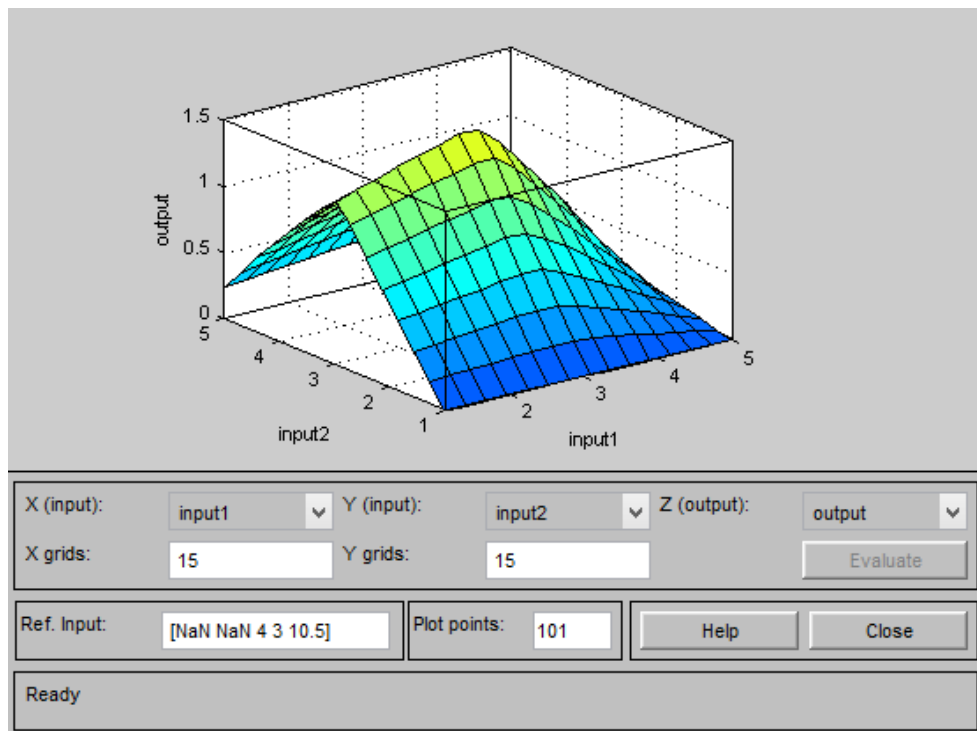 1.5
1
0.5
0
output
5
4
3
2
1
input2
2
3
4
5
input1
X (input): input1 Y (input): input2 Z (output): output
X grids: 15 Y grids: 15 Evaluate
Ref. Input: [NaN NaN 4 3 10.5] Plot points: 101 Help Close
Ready